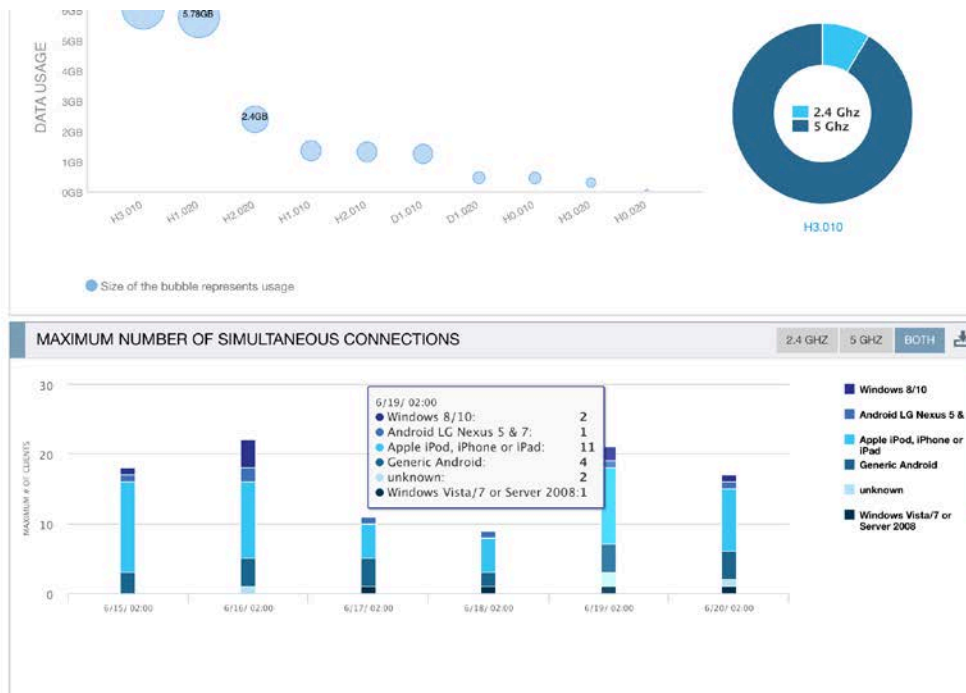 6GB
5.78GB
5GB
4GB
3GB
2.4GB
2GB
1GB
0GB
DATA USAGE
H3.010
H1.020
H2.020
H1.010
H2.010
D1.010
D1.020
H0.010
H3.020
H0.020
2.4 Ghz
5 Ghz
H3.010
Size of the bubble represents usage
MAXIMUM NUMBER OF SIMULTANEOUS CONNECTIONS
2.4 GHZ
5 GHZ
BOTH
30
20
10
0
MAXIMUM # OF CLIENTS
6/19/ 02:00
Windows 8/10: 2
Android LG Nexus 5 & 7: 1
Apple iPod, iPhone or iPad: 11
Generic Android: 4
unknown: 2
Windows Vista/7 or Server 2008:1
6/15/ 02:00
6/16/ 02:00
6/17/ 02:00
6/18/ 02:00
6/19/ 02:00
6/20/ 02:00
Windows 8/10
Android LG Nexus 5 &
Apple iPod, iPhone or
iPad
Generic Android
unknown
Windows Vista/7 or
Server 2008